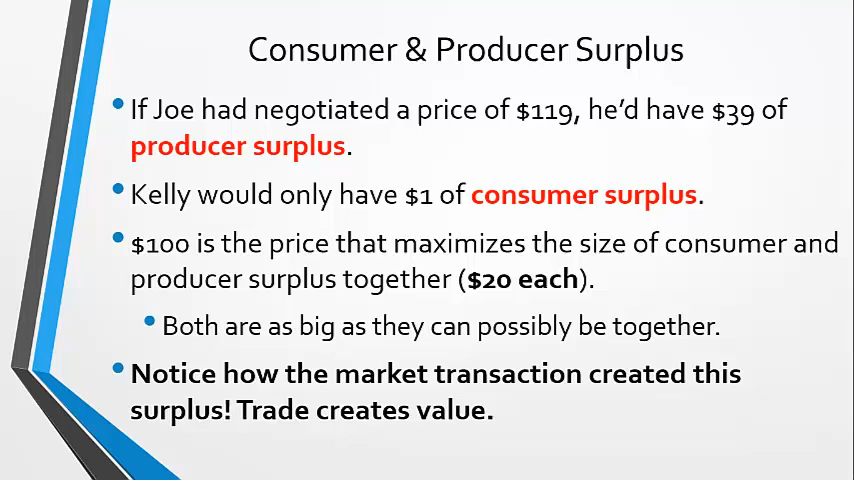 Consumer & Producer Surplus
• If Joe had negotiated a price of $119, he’d have $39 of
producer surplus.
• Kelly would only have $1 of consumer surplus.
• $100 is the price that maximizes the size of consumer and
producer surplus together ($20 each).
• Both are as big as they can possibly be together.
• Notice how the market transaction created this
surplus! Trade creates value.